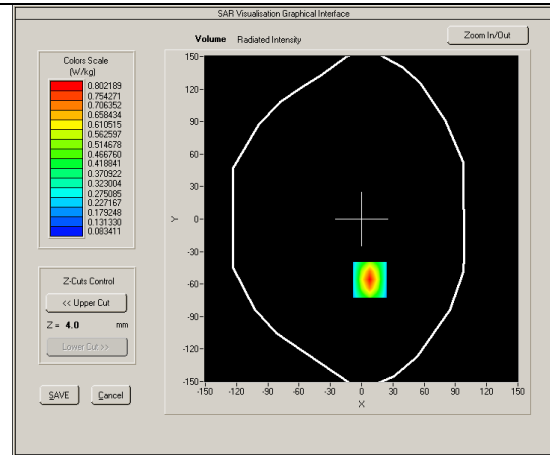 SAR Visualisation Graphical Interface
Volume Radiated Intensity
Zoom In/Out
Colors Scale
(W/kg)
0.802189
0.754271
0.706352
0.658434
0.610515
0.562597
0.514678
0.466760
0.418841
0.370922
0.323004
0.275085
0.227167
0.179248
0.131330
0.083411
Z-Cuts Control
<< Upper Cut
Z = 4.0 mm
Lower Cut >>
SAVE Cancel
150
120
90
60
30
0
-30
-60
-90
-120
-150
Y
-150 -120 -90 -60 -30 0 30 60 90 120 150
X